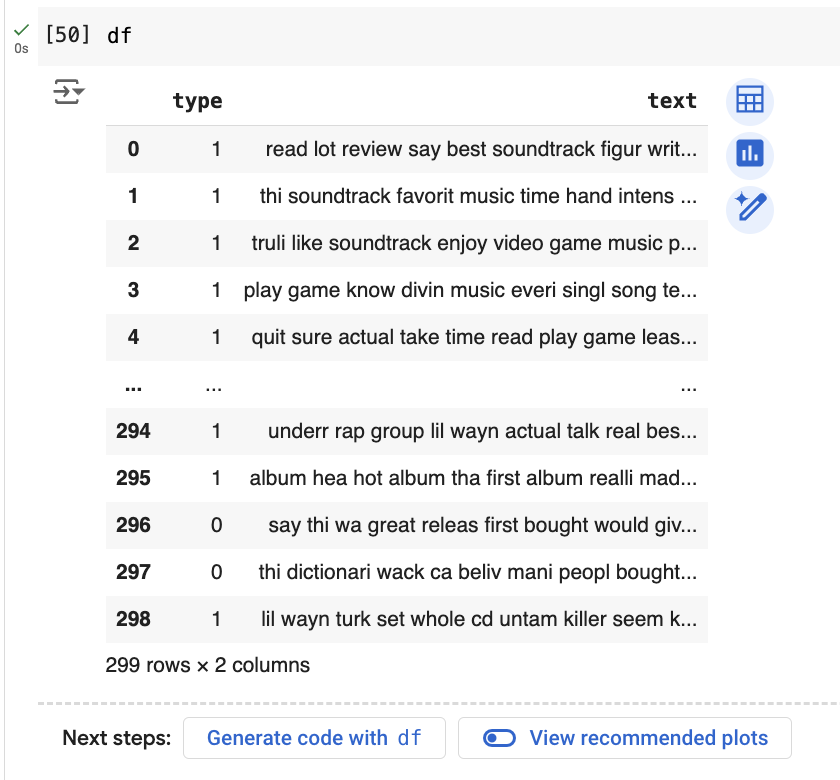 [50] df
0s
type text
0 1 read lot review say best soundtrack figur writ...
1 1 thi soundtrack favorit music time hand intens ...
2 1 truli like soundtrack enjoy video game music p...
3 1 play game know divin music everi singl song te...
4 1 quit sure actual take time read play game leas...
... ... ...
294 1 underr rap group lil wayn actual talk real bes...
295 1 album hea hot album tha first album realli mad...
296 0 say thi wa great releas first bought would giv...
297 0 thi dictionari wack ca beliv mani peopl bought...
298 1 lil wayn turk set whole cd untam killer seem k...
299 rows × 2 columns
Next steps: Generate code with df View recommended plots